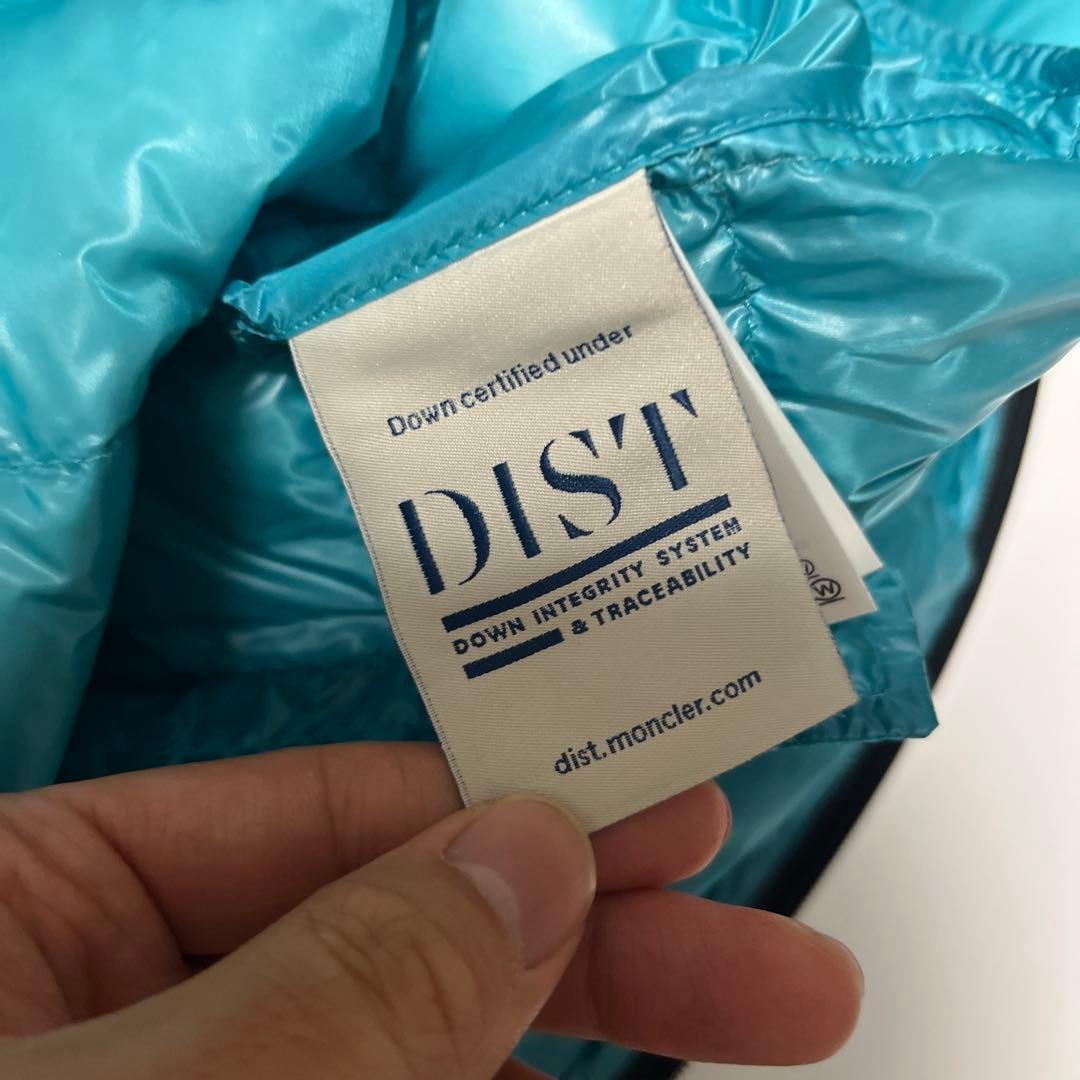 Down certified under
DIST
DOWN INTEGRITY SYSTEM
& TRACEABILITY
dist.moncler.com